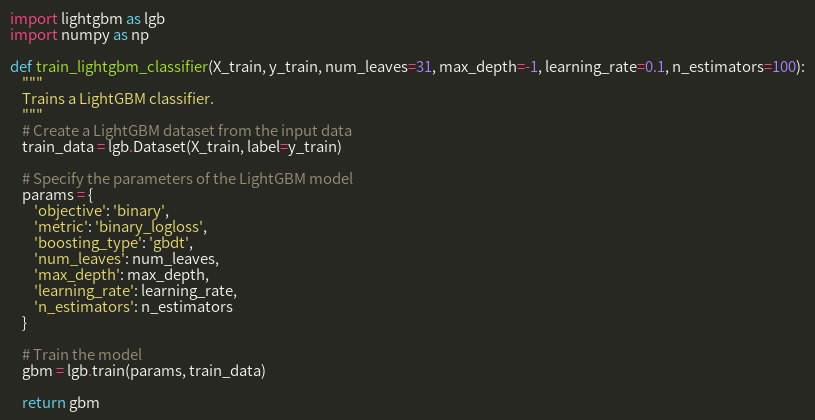 import lightgbm as lgb
import numpy as np

def train_lightgbm_classifier(X_train, y_train, num_leaves=31, max_depth=-1, learning_rate=0.1, n_estimators=100):
    """
    Trains a LightGBM classifier.
    """
    # Create a LightGBM dataset from the input data
    train_data = lgb.Dataset(X_train, label=y_train)

    # Specify the parameters of the LightGBM model
    params = {
        'objective': 'binary',
        'metric': 'binary_logloss',
        'boosting_type': 'gbdt',
        'num_leaves': num_leaves,
        'max_depth': max_depth,
        'learning_rate': learning_rate,
        'n_estimators': n_estimators
    }

    # Train the model
    gbm = lgb.train(params, train_data)

    return gbm